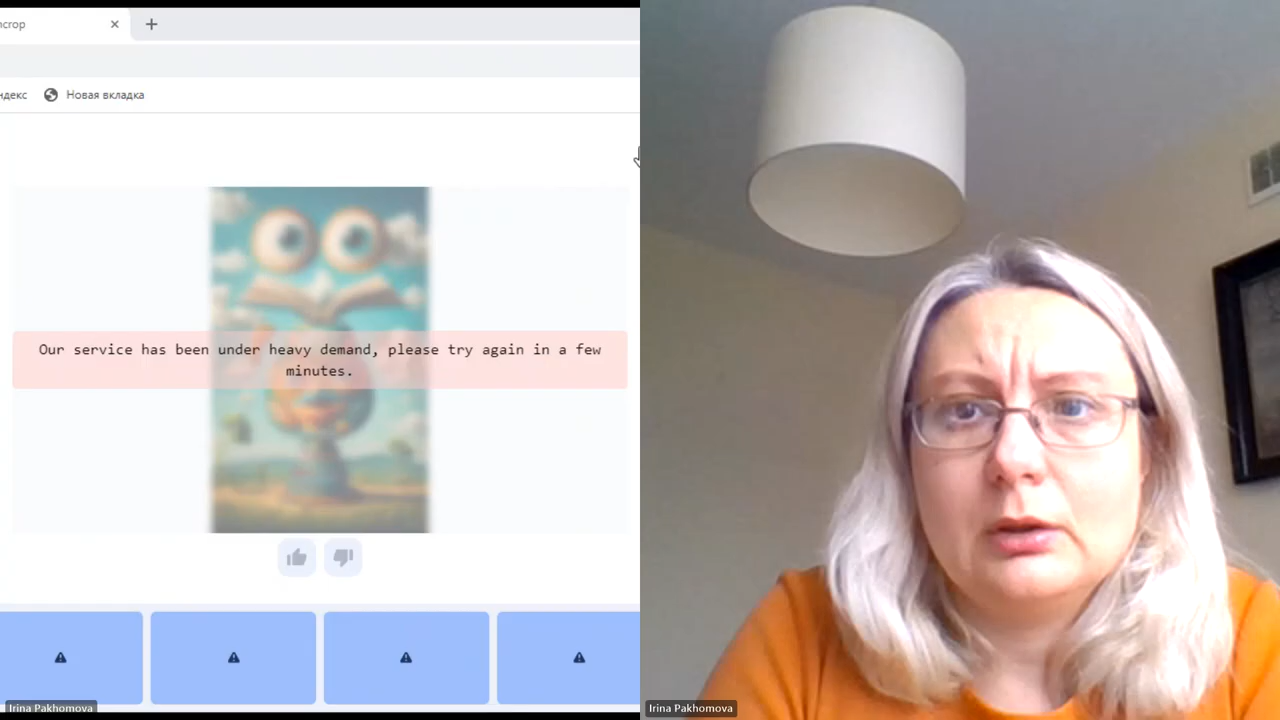 псгор
ндекс
Новая вкладка
Our service has been under heavy demand, please try again in a few
minutes.
Irina Pakhomova
Irina Pakhomova